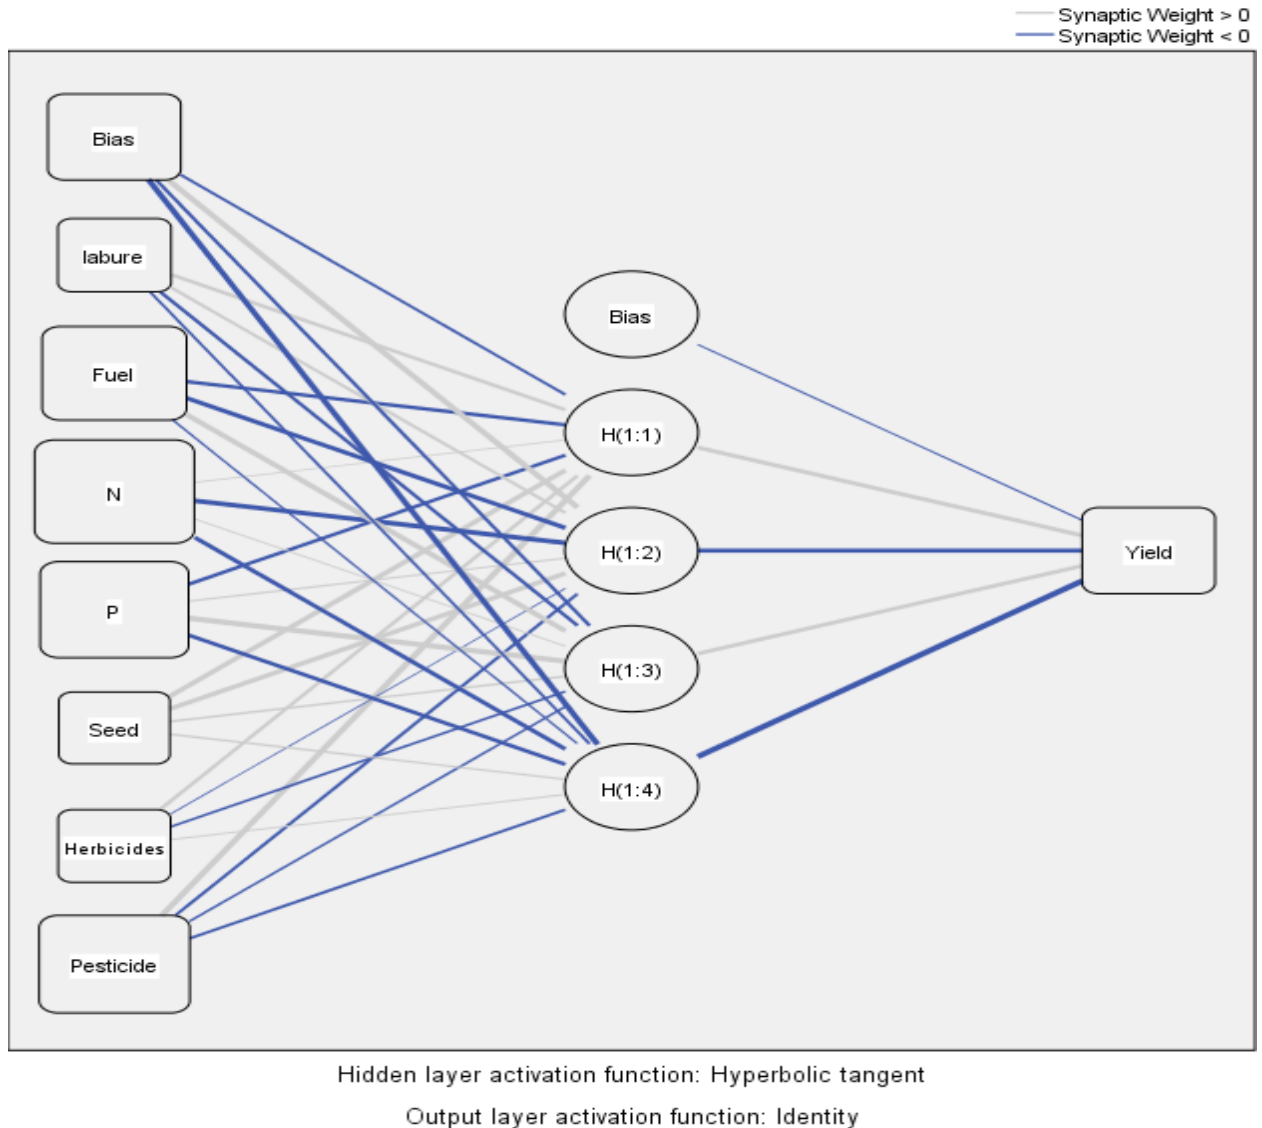 Synaptic Weight > 0
Synaptic Weight < 0
Bias
labure
Fuel
N
P
Seed
Herbicides
Pesticide
Bias
H(1:1)
H(1:2)
H(1:3)
H(1:4)
Yield
Hidden layer activation function: Hyperbolic tangent
Output layer activation function: Identity